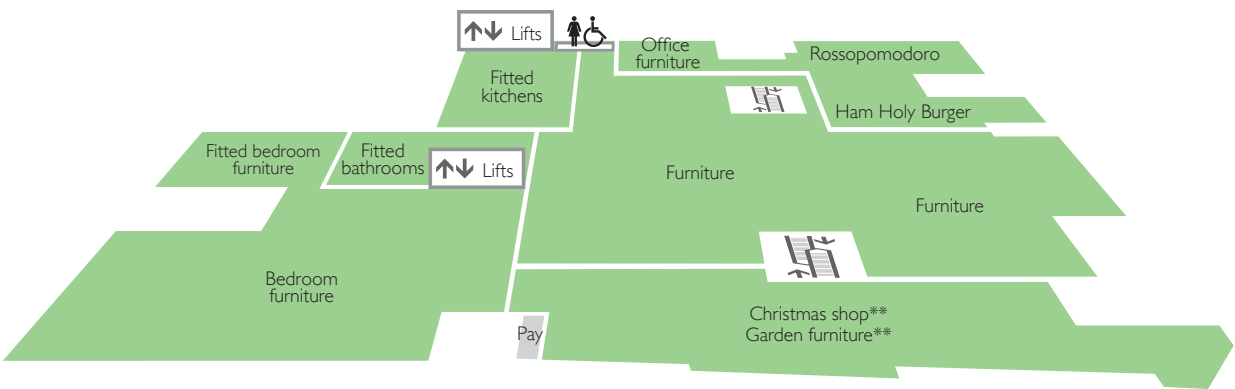 Lifts
Office
furniture
Rossopomodoro
Fitted
kitchens
Ham Holy Burger
Fitted bedroom
furniture
Fitted
bathrooms
Lifts
Furniture
Furniture
Bedroom
furniture
Christmas shop**
Garden furniture**
Pay